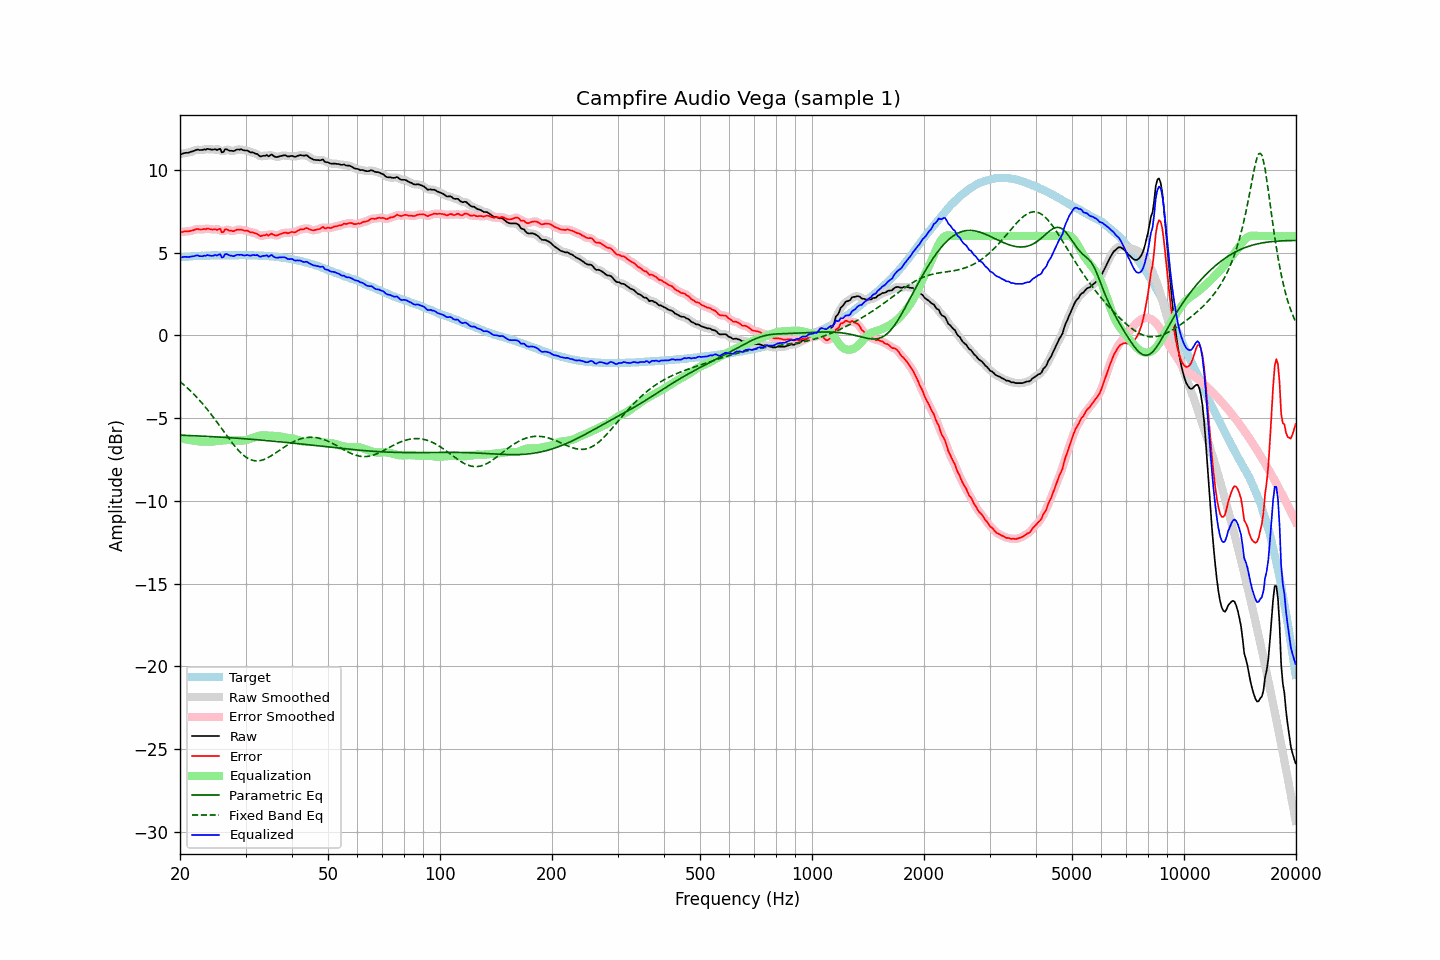 Campfire Audio Vega (sample 1)
Amplitude (dBr)
10
5
0
−5
−10
−15
−20
−25
−30
Target
Raw Smoothed
Error Smoothed
Raw
Error
Equalization
Parametric Eq
Fixed Band Eq
Equalized
20 50 100 200 500 1000 2000 5000 10000 20000
Frequency (Hz)